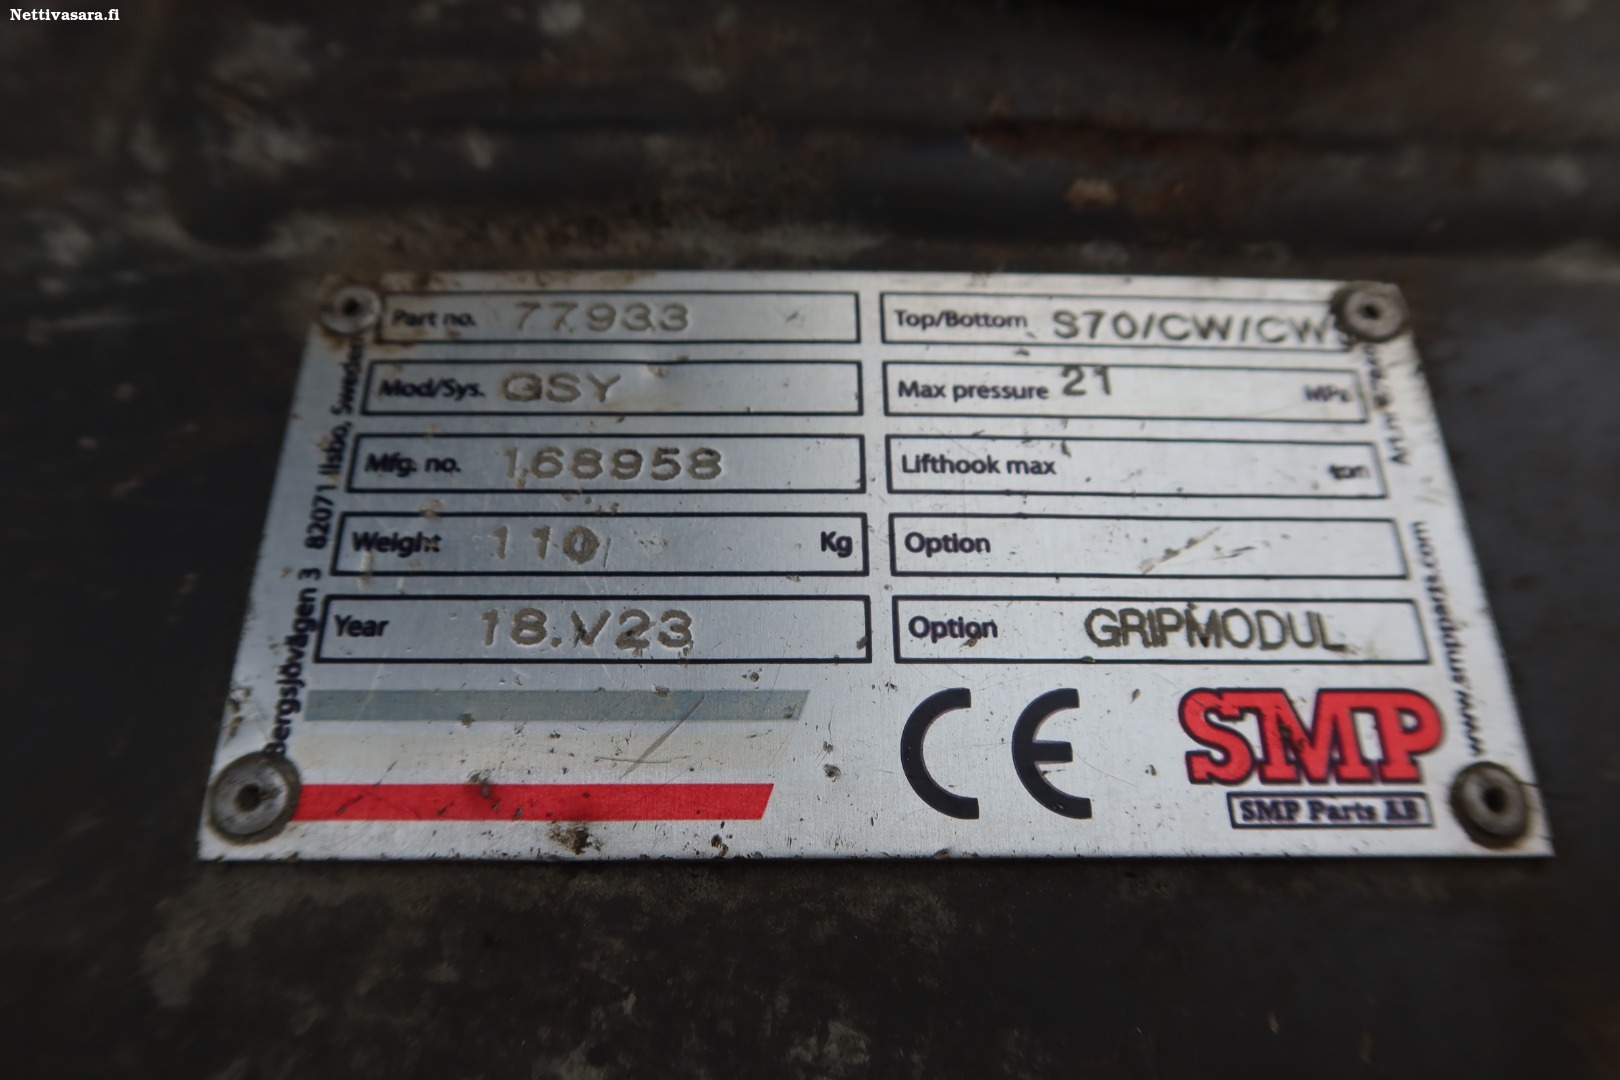 Nettivasara.fi
Part no. 77933
Top/Bottom S70/CW/CW
Mod/Sys. GSY
Max pressure 21 MPa
Mfg. no. 168958
Lifthook max ton
Weight 110 Kg
Option
Year 18.V23
Option GRIPMODUL
Bergsjövägen 3 82071 Ilsbo, Sweden
www.smpparts.com Art.nr
CE
SMP
SMP Parts AB